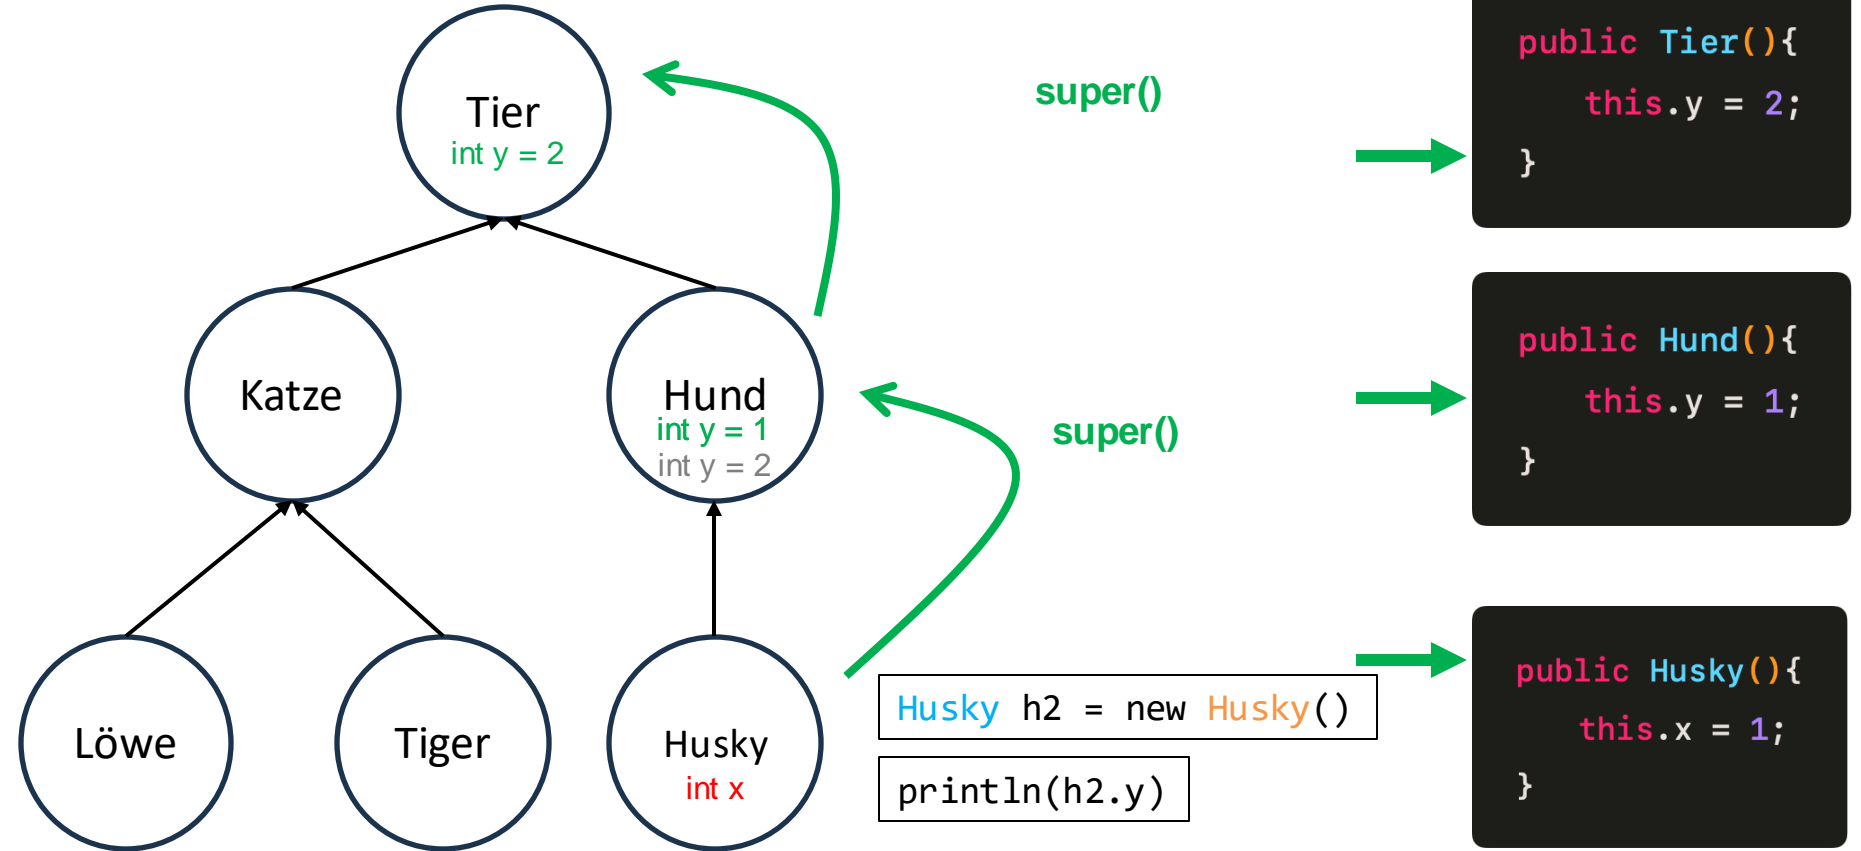 Tier
int y = 2
super()
public Tier(){
this.y = 2;
}
Katze
Hund
int y = 1
int y = 2
super()
public Hund(){
this.y = 1;
}
Löwe
Tiger
Husky
int x
Husky h2 = new Husky()
println(h2.y)
public Husky(){
this.x = 1;
}